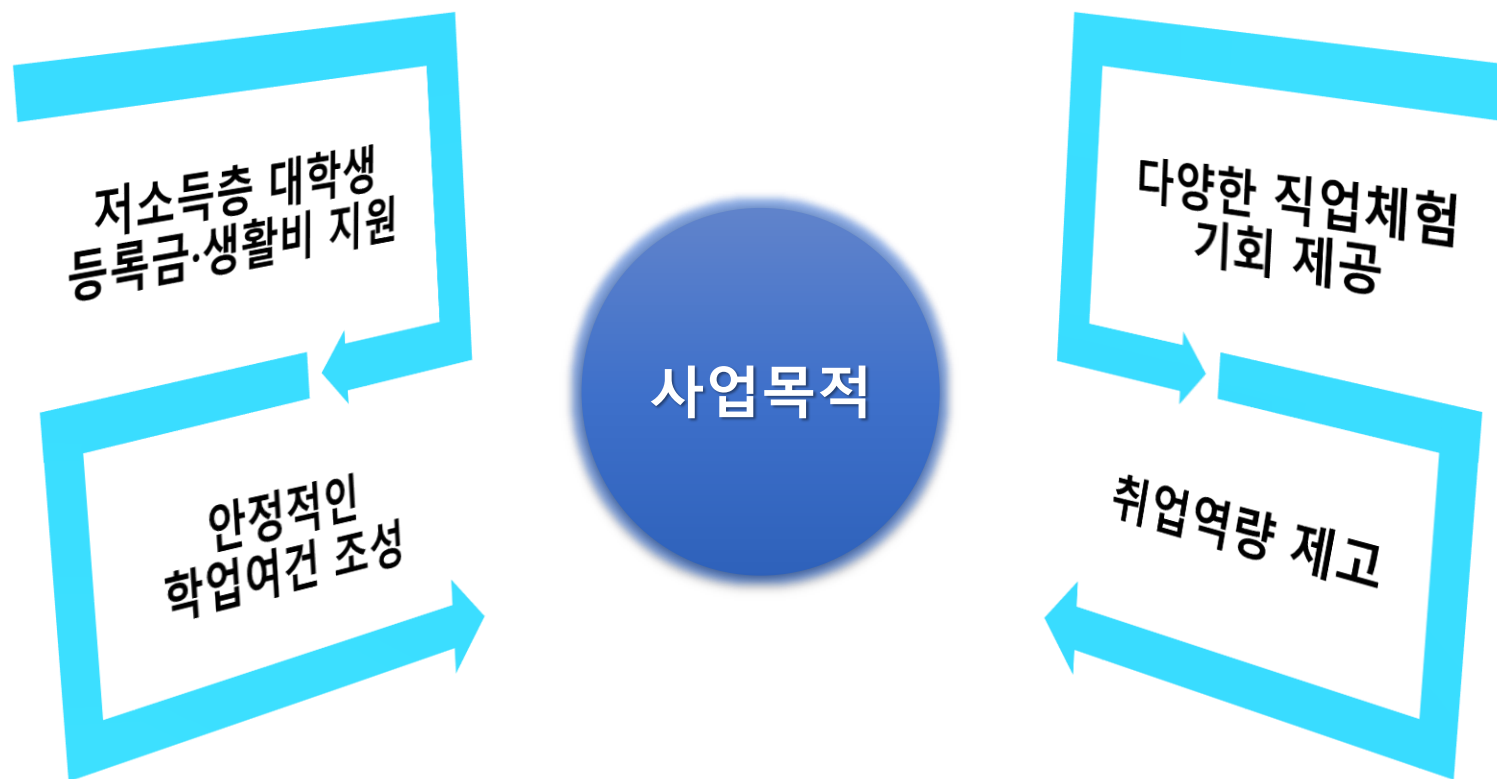 저소득층 대학생
등록금·생활비 지원
안정적인
학업여건 조성
사업목적
다양한 직업체험
기회 제공
취업역량 제고